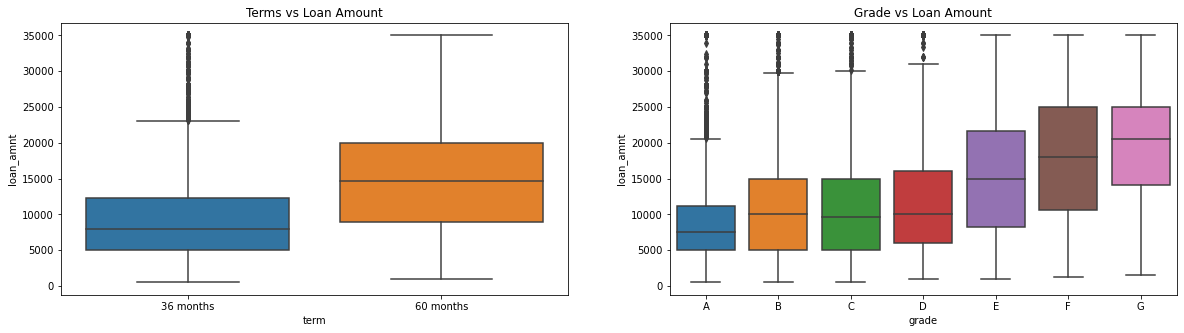 Terms vs Loan Amount
35000
30000
25000
20000
15000
10000
5000
0
loan_amnt
36 months
60 months
term
Grade vs Loan Amount
35000
30000
25000
20000
15000
10000
5000
0
loan_amnt
A
B
C
D
E
F
G
grade